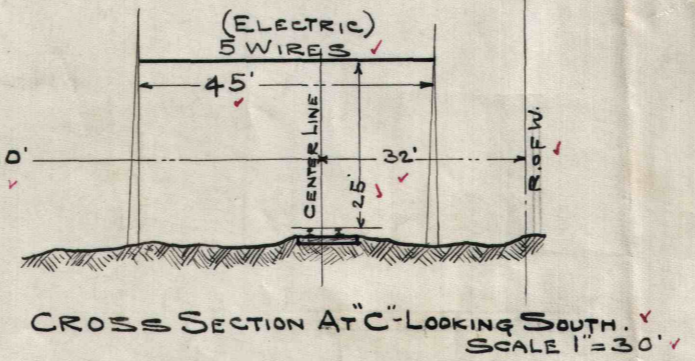 (ELECTRIC)
5 WIRES
45'
CENTER LINE
0'
32'
25'
R. OF W.
CROSS SECTION AT "C" - LOOKING SOUTH.
SCALE 1" = 30'